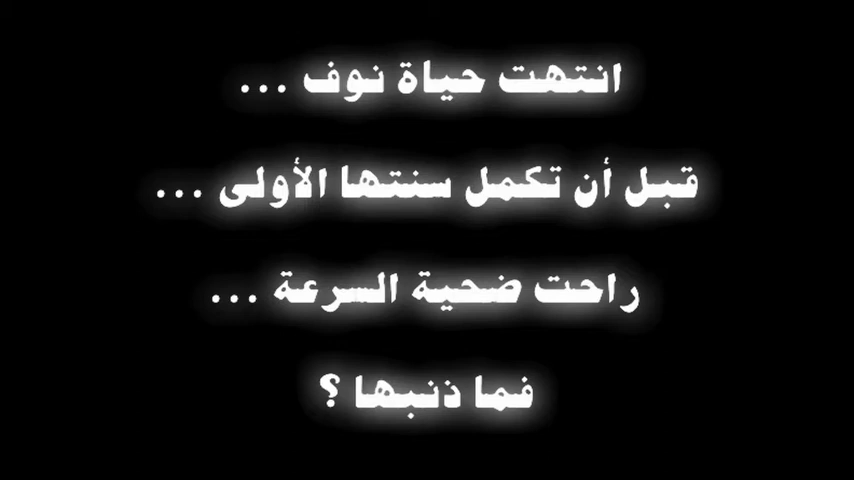 انتهت حياة نوف ...
قبل أن تكمل سنتها الأولى ...
راحت ضحية السرعة ...
فما ذنبها ؟